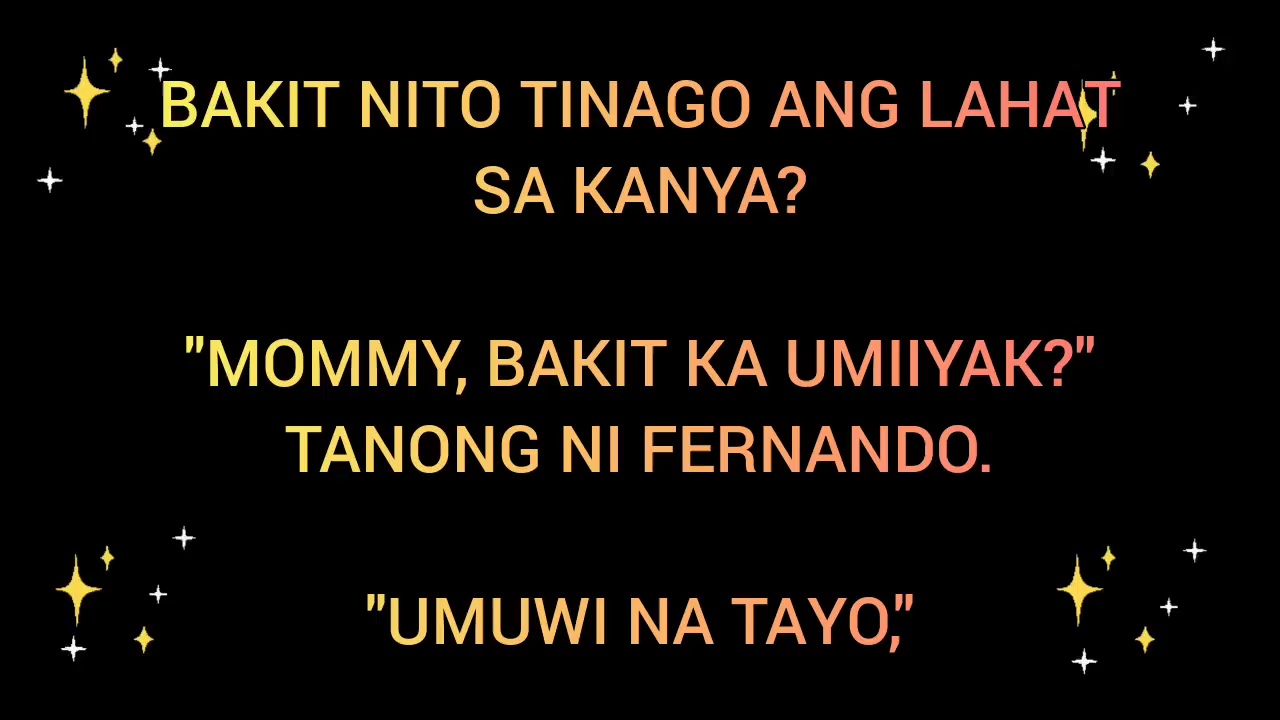 BAKIT NITO TINAGO ANG LAHAT
SA KANYA?
"MOMMY, BAKIT KA UMIIYAK?"
TANONG NI FERNANDO.
"UMUWI NA TAYO,"